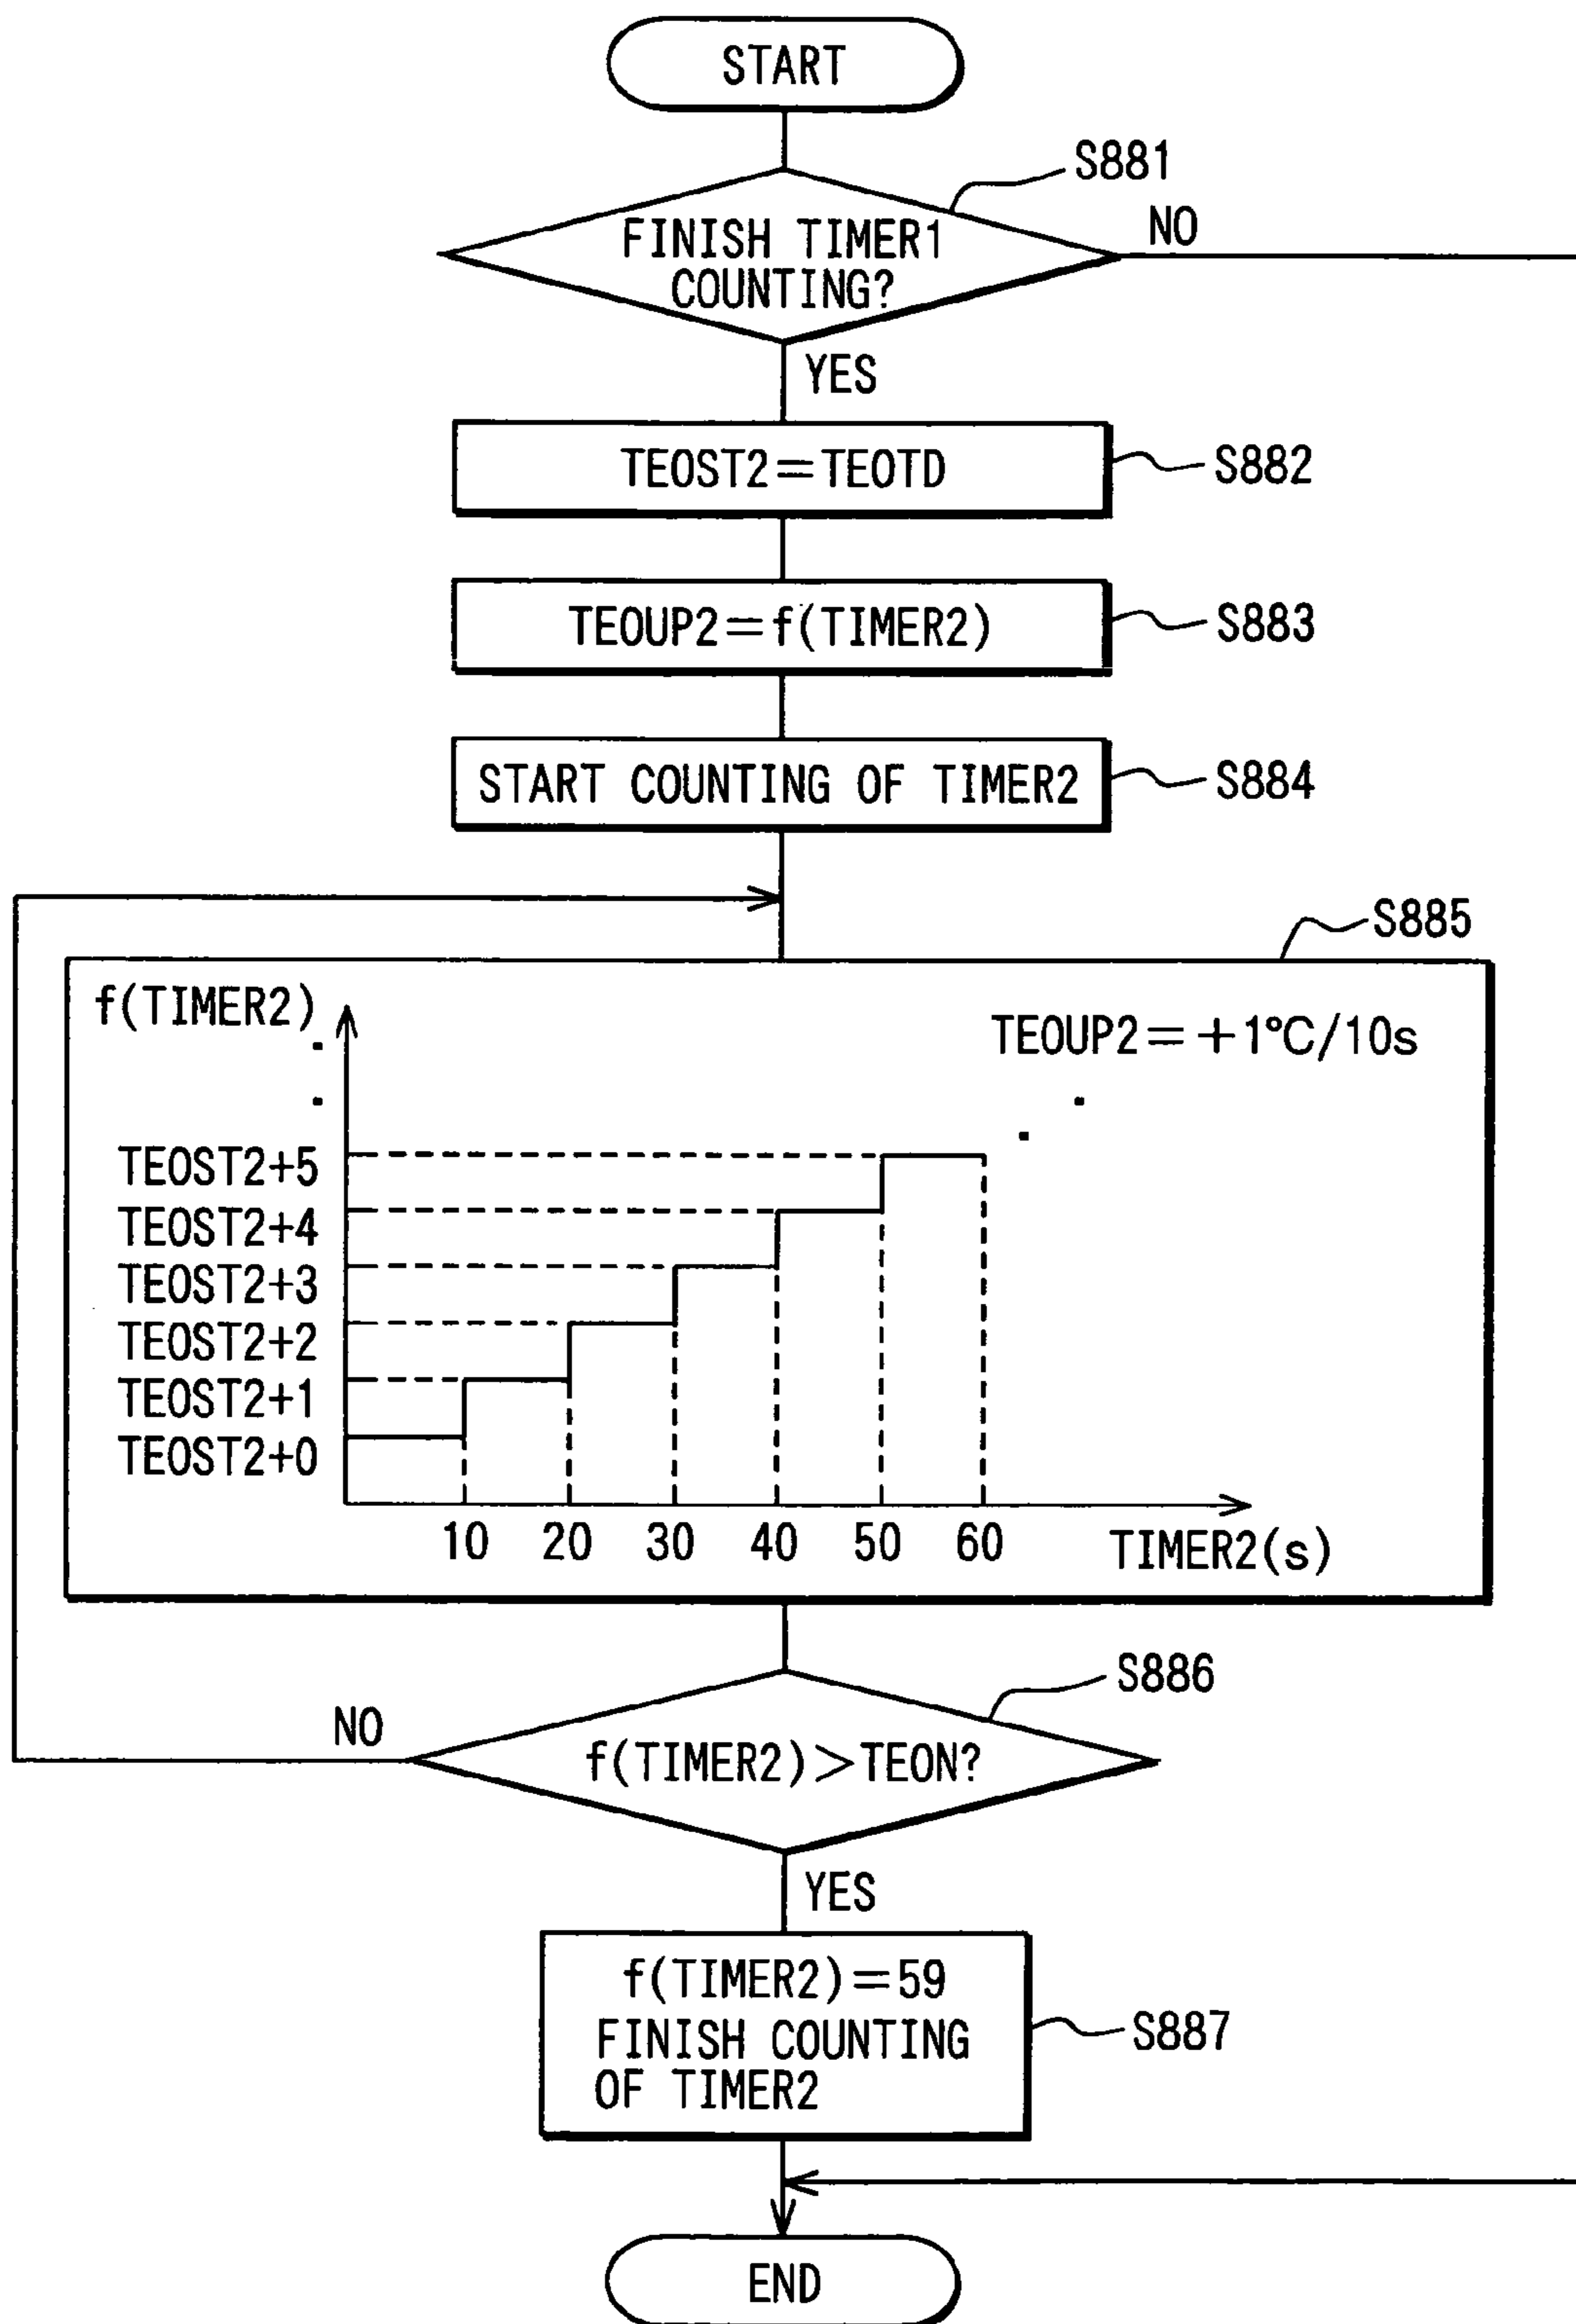 START
S881
FINISH TIMER1
COUNTING?
NO
YES
TEOST2=TEOTD
S882
TEOUP2=f(TIMER2)
S883
START COUNTING OF TIMER2
S884
S885
f(TIMER2)
TEOUP2=+1℃/10s
TEOST2+5
TEOST2+4
TEOST2+3
TEOST2+2
TEOST2+1
TEOST2+0
10 20 30 40 50 60
TIMER2(s)
S886
NO
f(TIMER2)>TEON?
YES
f(TIMER2)=59
FINISH COUNTING
OF TIMER2
S887
END